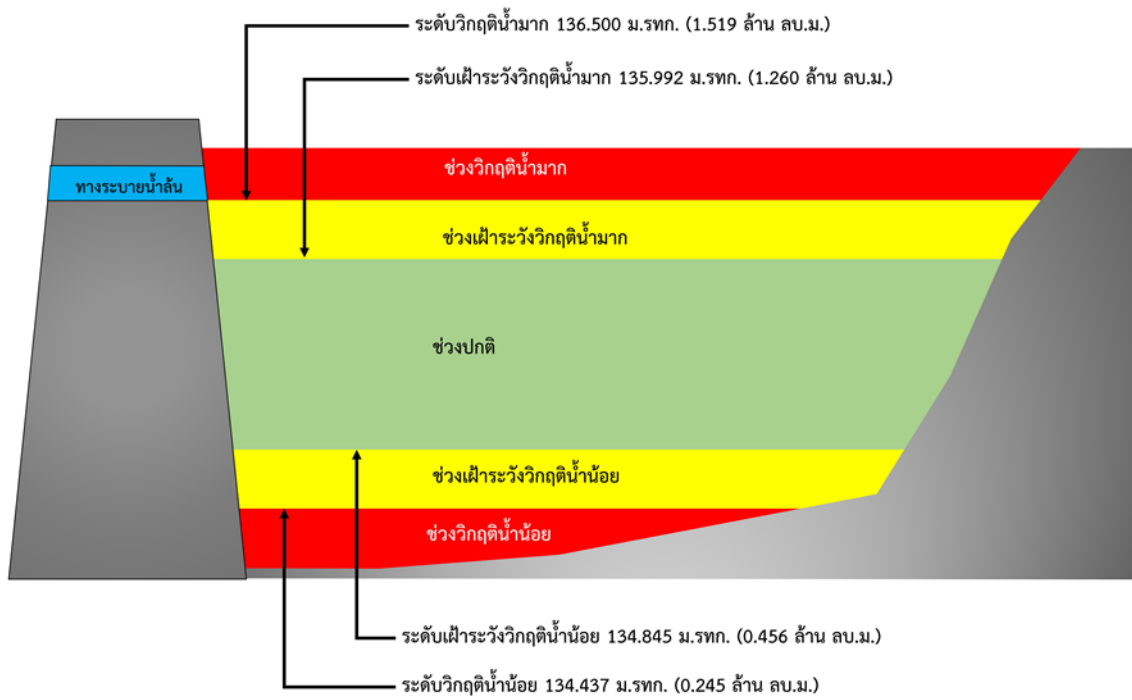 ระดับวิกฤติน้ำมาก 136.500 ม.รทก. (1.519 ล้าน ลบ.ม.)
ระดับเฝ้าระวังวิกฤติน้ำมาก 135.992 ม.รทก. (1.260 ล้าน ลบ.ม.)
ช่วงวิกฤติน้ำมาก
ทางระบายน้ำล้น
ช่วงเฝ้าระวังวิกฤติน้ำมาก
ช่วงปกติ
ช่วงเฝ้าระวังวิกฤติน้ำน้อย
ช่วงวิกฤติน้ำน้อย
ระดับเฝ้าระวังวิกฤติน้ำน้อย 134.845 ม.รทก. (0.456 ล้าน ลบ.ม.)
ระดับวิกฤติน้ำน้อย 134.437 ม.รทก. (0.245 ล้าน ลบ.ม.)